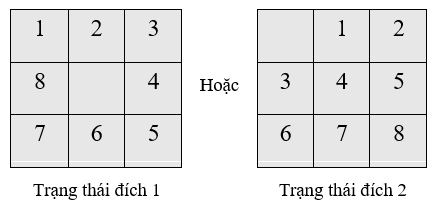 1 2 3
8 4
7 6 5
Hoặc
1 2
3 4 5
6 7 8
Trạng thái đích 1
Trạng thái đích 2